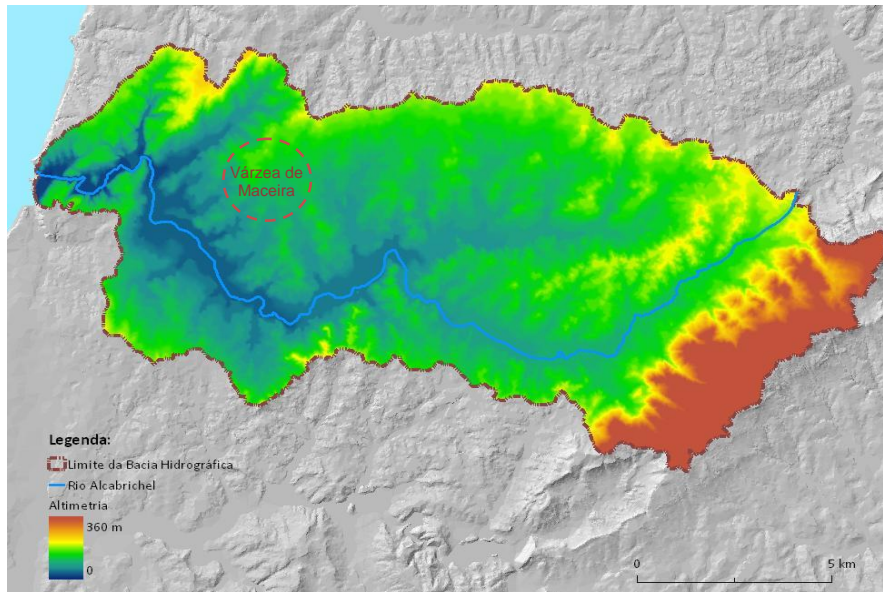 Várzea de
Maceira
Legenda:
Limite da Bacia Hidrográfica
Rio Alcabrichel
Altimetria
360 m
0
0
5 km